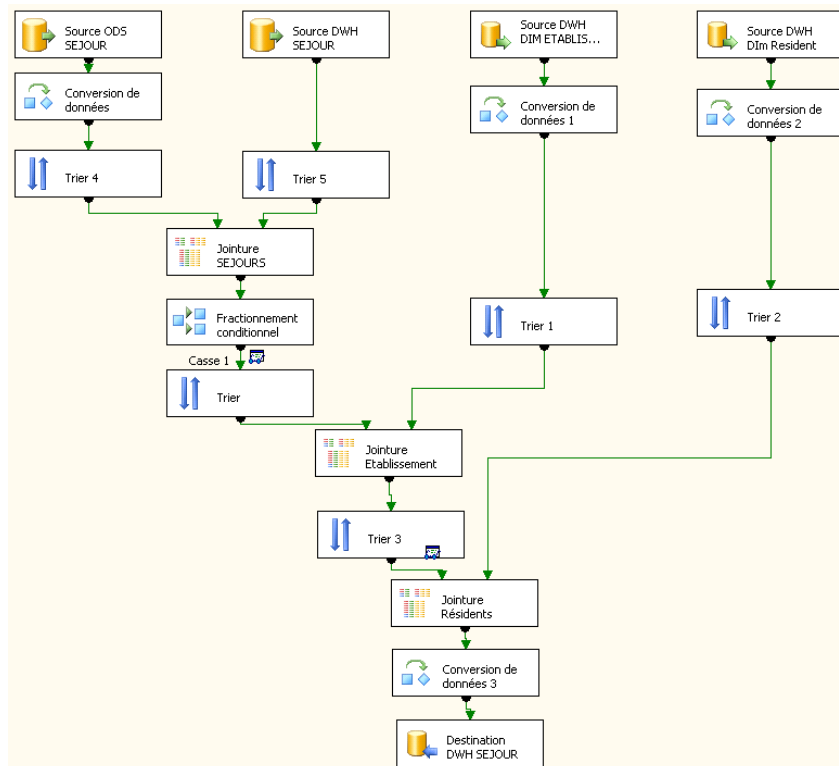 Source ODS
SEJOUR
Source DWH
SEJOUR
Source DWH
DIM ETABLIS...
Source DWH
DIm Resident
Conversion de
données
Conversion de
données 1
Conversion de
données 2
Trier 4
Trier 5
Jointure
SEJOURS
Fractionnement
conditionnel
Trier 1
Trier 2
Casse 1
Trier
Jointure
Etablissement
Trier 3
Jointure
Résidents
Conversion de
données 3
Destination
DWH SEJOUR